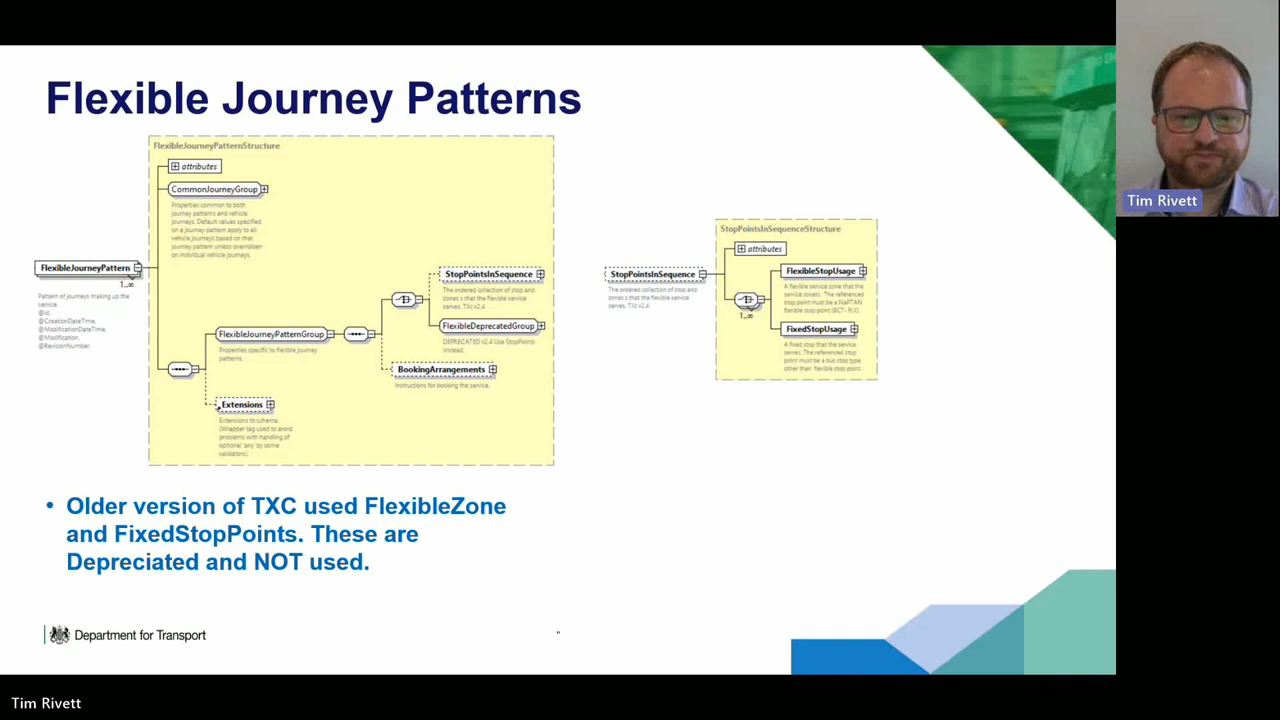 Flexible Journey Patterns
FlexibleJourneyPatternStructure
attributes
CommonJourneyGroup
Properties common to both
journey patterns and vehicle
journeys. Default values specified
on a journey pattern apply to all
vehicle journeys based on that
journey pattern unless overridden
on individual vehicle journeys.
FlexibleJourneyPattern
1..∞
Pattern of journeys making up the
service.
@id,
@CreationDateTime,
@ModificationDateTime,
@Modification,
@RevisionNumber.
FlexibleJourneyPatternGroup
Properties specific to flexible journey
patterns.
StopPointsInSequence
The ordered collection of stop and
zones s that the flexible service
serves. TXc v2.4
FlexibleDeprecatedGroup
DEPRECATED v2.4 Use StopPoints
instead.
BookingArrangements
Instructions for booking the service.
Extensions
Extensions to schema
(Wrapper tag used to avoid
problems with handling of
optional 'any' by some
validators).
StopPointsInSequenceStructure
attributes
StopPointsInSequence
The ordered collection of stop and
zones s that the flexible service
serves. TXc v2.4
1..∞
FlexibleStopUsage
A flexible service zone that the
service covers. The referenced
stop point must be a NaPTAN
flexible stop point (BCT- FLX).
FixedStopUsage
A fixed stop that the service
serves. The referenced stop
point must be a bus stop type
other than flexible stop point.
• Older version of TXC used FlexibleZone
and FixedStopPoints. These are
Depreciated and NOT used.
Department for Transport
"
Tim Rivett
Tim Rivett